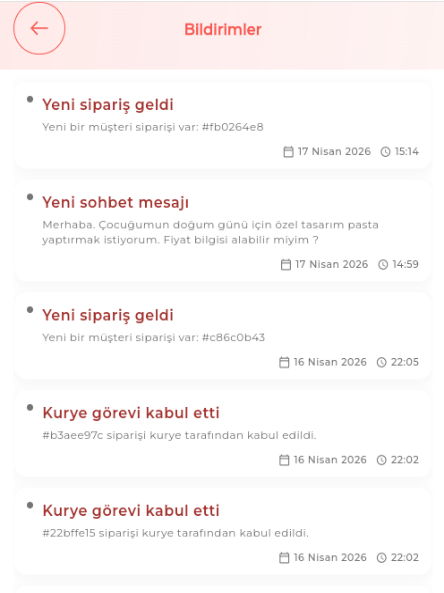 Bildirimler
Yeni sipariş geldi
Yeni bir müşteri siparişi var: #fb0264e8
17 Nisan 2026 15:14
Yeni sohbet mesajı
Merhaba. Çocuğumun doğum günü için özel tasarım pasta
yaptırmak istiyorum. Fiyat bilgisi alabilir miyim ?
17 Nisan 2026 14:59
Yeni sipariş geldi
Yeni bir müşteri siparişi var: #c86c0b43
16 Nisan 2026 22:05
Kurye görevi kabul etti
#b3aee97c siparişi kurye tarafından kabul edildi.
16 Nisan 2026 22:02
Kurye görevi kabul etti
#22bffe15 siparişi kurye tarafından kabul edildi.
16 Nisan 2026 22:02